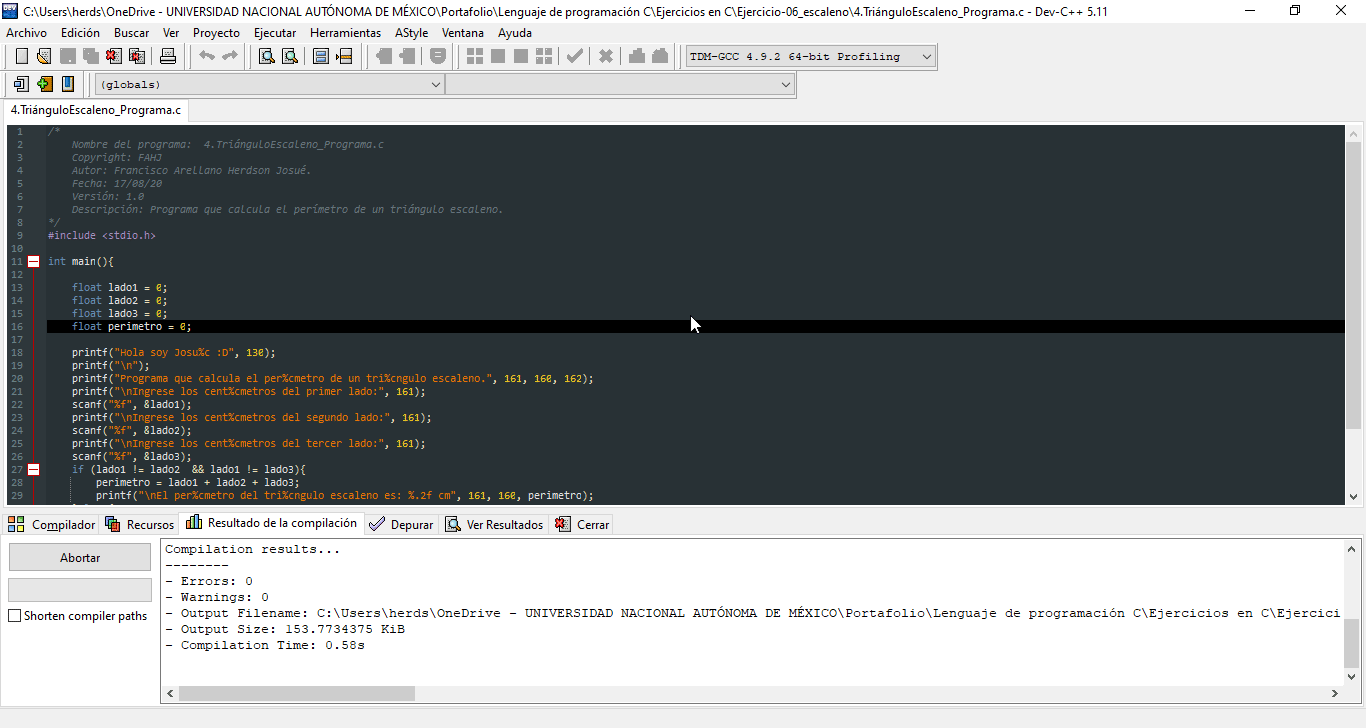 C:\Users\herds\OneDrive - UNIVERSIDAD NACIONAL AUTÓNOMA DE MÉXICO\Portafolio\Lenguaje de programación C\Ejercicios en C\Ejercicio-06_escaleno\4.TriánguloEscaleno_Programa.c - Dev-C++ 5.11
Archivo Edición Buscar Ver Proyecto Ejecutar Herramientas AStyle Ventana Ayuda
TDM-GCC 4.9.2 64-bit Profiling
(globals)
4.TriánguloEscaleno_Programa.c
1 /*
2 Nombre del programa: 4.TriánguloEscaleno_Programa.c
3 Copyright: FAHJ
4 Autor: Francisco Arellano Herdson Josué.
5 Fecha: 17/08/20
6 Versión: 1.0
7 Descripción: Programa que calcula el perímetro de un triángulo escaleno.
8 */
9 #include <stdio.h>
10
11 int main(){
12
13 float lado1 = 0;
14 float lado2 = 0;
15 float lado3 = 0;
16 float perimetro = 0;
17
18 printf("Hola soy Josu%c :D", 130);
19 printf("\n");
20 printf("Programa que calcula el per%cmetro de un tri%cngulo escaleno.", 161, 160, 162);
21 printf("\nIngrese los cent%cmetros del primer lado:", 161);
22 scanf("%f", &lado1);
23 printf("\nIngrese los cent%cmetros del segundo lado:", 161);
24 scanf("%f", &lado2);
25 printf("\nIngrese los cent%cmetros del tercer lado:", 161);
26 scanf("%f", &lado3);
27 if (lado1 != lado2 && lado1 != lado3){
28 perimetro = lado1 + lado2 + lado3;
29 printf("\nEl per%cmetro del tri%cngulo escaleno es: %.2f cm", 161, 160, perimetro);
Compilador Recursos Resultado de la compilación Depurar Ver Resultados Cerrar
Abortar
Shorten compiler paths
Compilation results...
--------
- Errors: 0
- Warnings: 0
- Output Filename: C:\Users\herds\OneDrive - UNIVERSIDAD NACIONAL AUTÓNOMA DE MÉXICO\Portafolio\Lenguaje de programación C\Ejercicios en C\Ejercici
- Output Size: 153.7734375 KiB
- Compilation Time: 0.58s